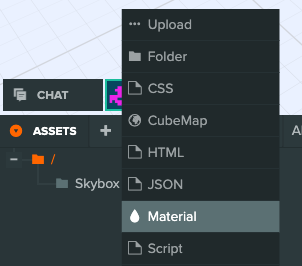 Upload
Folder
CSS
CubeMap
HTML
JSON
Material
Script
CHAT
ASSETS +
/
Skybox